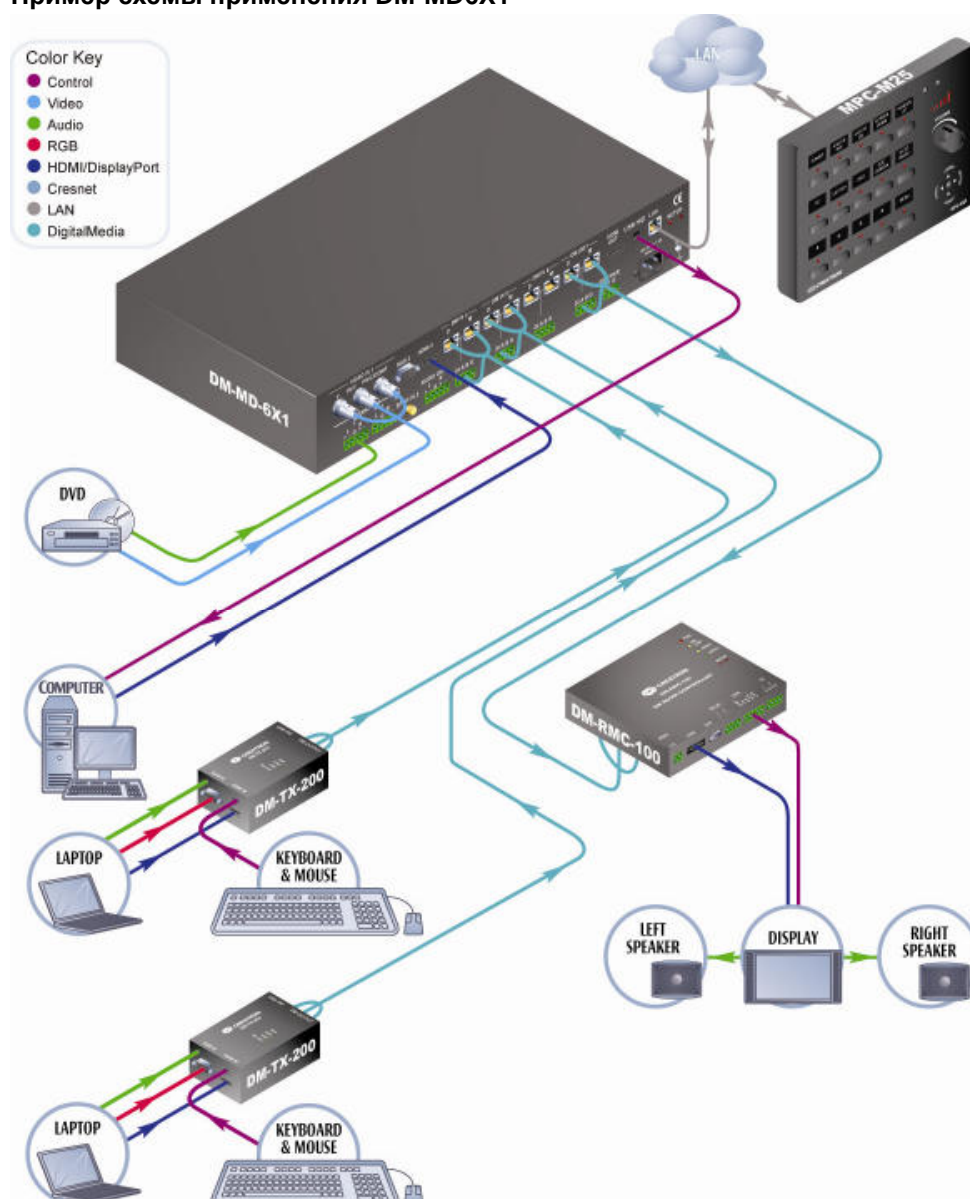 Пример схемы применения DM-MD6X1
Color Key
Control
Video
Audio
RGB
HDMI/DisplayPort
Cresnet
LAN
DigitalMedia
LAN
MPC-M25
DM-MD-6X1
DVD
COMPUTER
DM-RMC-100
DM-TX-200
LAPTOP
KEYBOARD
& MOUSE
LEFT
SPEAKER
DISPLAY
RIGHT
SPEAKER
DM-TX-200
LAPTOP
KEYBOARD
& MOUSE